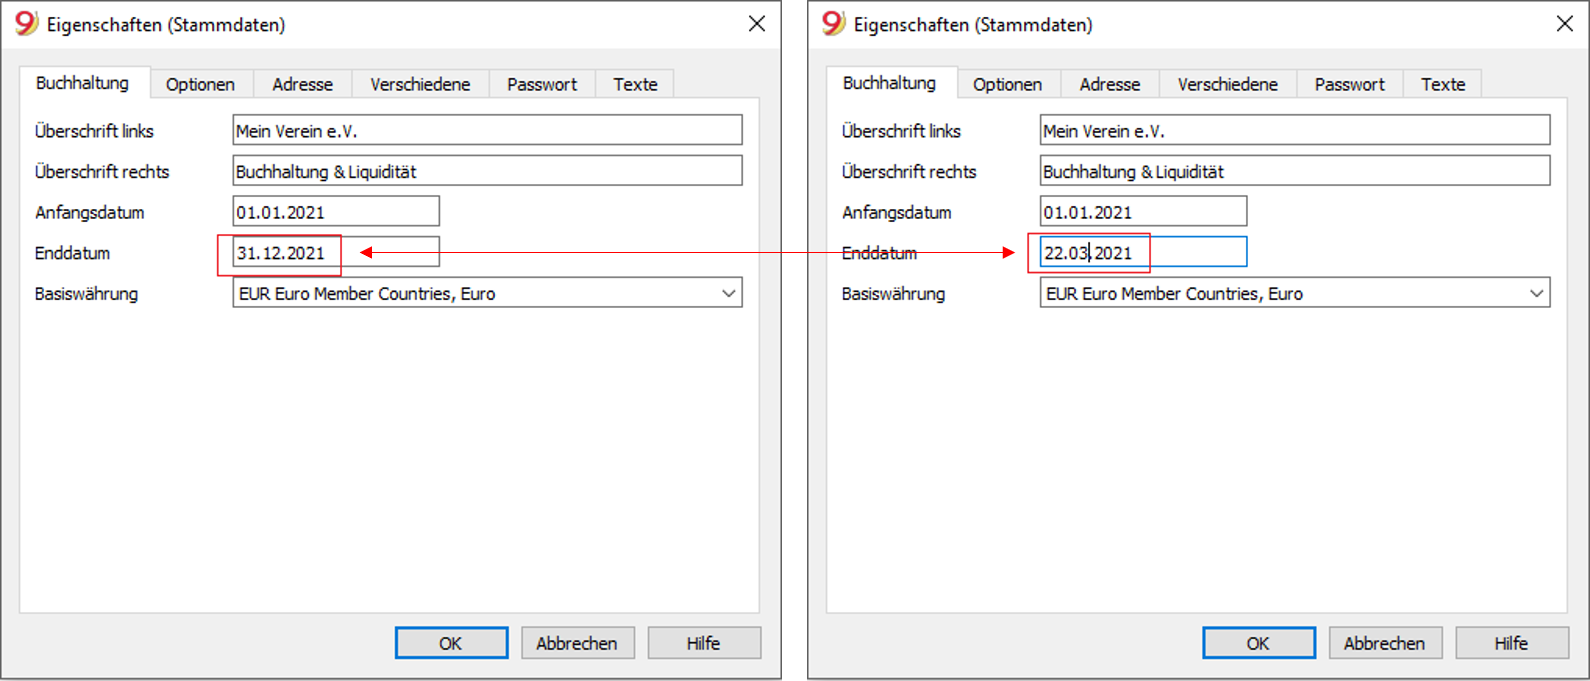 Eigenschaften (Stammdaten)
Buchhaltung Optionen Adresse Verschiedene Passwort Texte
Überschrift links Mein Verein e.V.
Überschrift rechts Buchhaltung & Liquidität
Anfangsdatum 01.01.2021
Enddatum 31.12.2021
Basiswährung EUR Euro Member Countries, Euro
OK Abbrechen Hilfe
Eigenschaften (Stammdaten)
Buchhaltung Optionen Adresse Verschiedene Passwort Texte
Überschrift links Mein Verein e.V.
Überschrift rechts Buchhaltung & Liquidität
Anfangsdatum 01.01.2021
Enddatum 22.03.2021
Basiswährung EUR Euro Member Countries, Euro
OK Abbrechen Hilfe